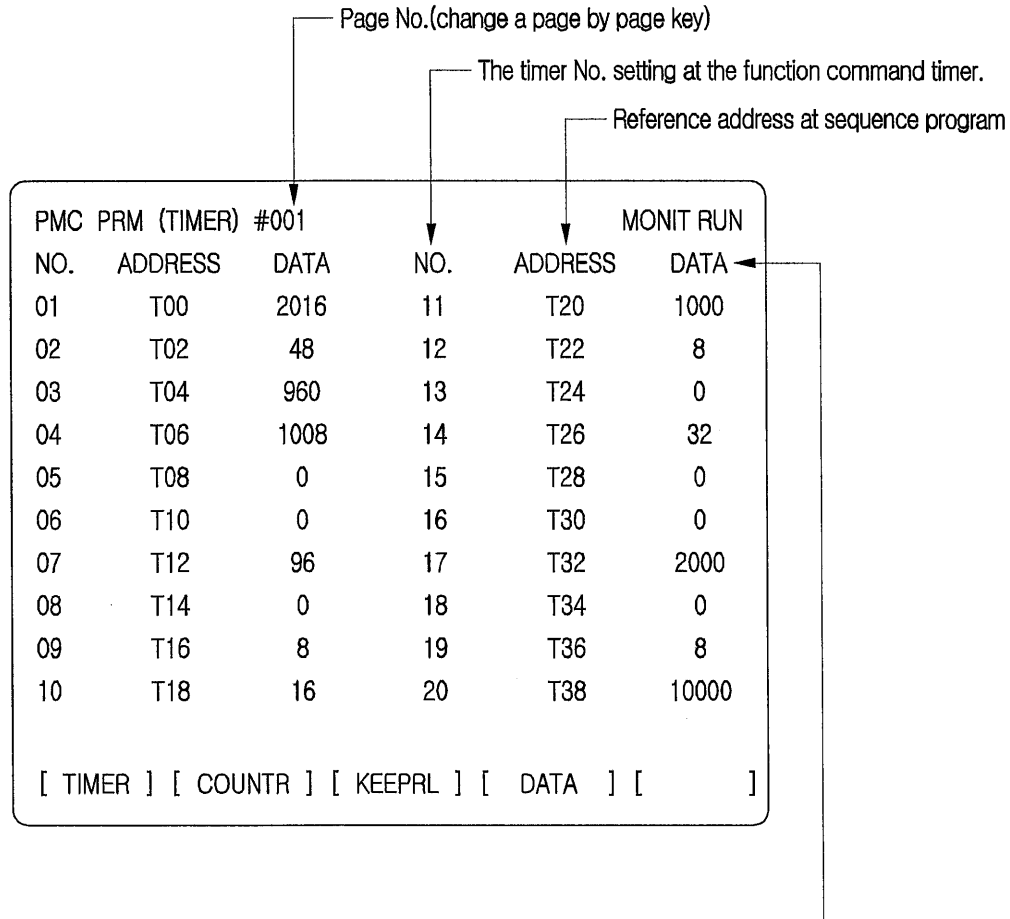 Page No.(change a page by page key)
The timer No. setting at the function command timer.
Reference address at sequence program
PMC PRM (TIMER) #001 MONIT RUN
NO. ADDRESS DATA NO. ADDRESS DATA
01 T00 2016 11 T20 1000
02 T02 48 12 T22 8
03 T04 960 13 T24 0
04 T06 1008 14 T26 32
05 T08 0 15 T28 0
06 T10 0 16 T30 0
07 T12 96 17 T32 2000
08 T14 0 18 T34 0
09 T16 8 19 T36 8
10 T18 16 20 T38 10000
[ TIMER ] [ COUNTR ] [ KEEPRL ] [ DATA ] [ ]